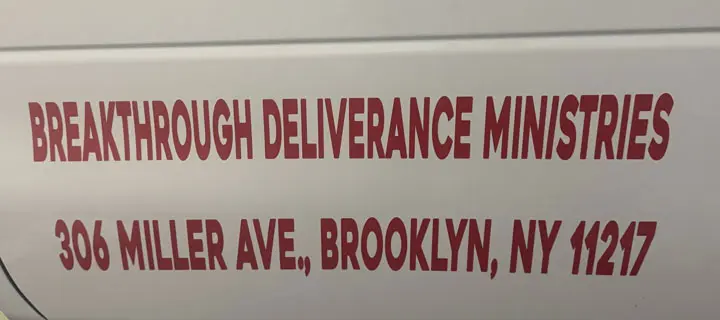 BREAKTHROUGH DELIVERANCE MINISTRIES
306 MILLER AVE., BROOKLYN, NY 11217